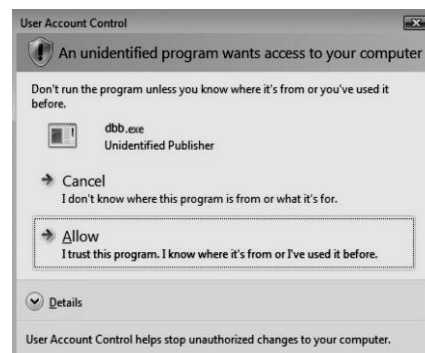 User Account Control
An unidentified program wants access to your computer
Don't run the program unless you know where it's from or you've used it
before.
dbb.exe
Unidentified Publisher
Cancel
I don't know where this program is from or what it's for.
Allow
I trust this program. I know where it's from or I've used it before.
Details
User Account Control helps stop unauthorized changes to your computer.